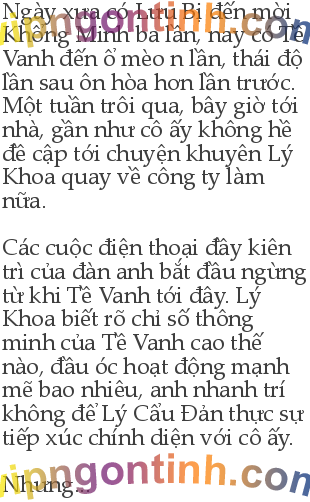 Ngày xưa có Lưu Bị đến mời
Khổng Minh ba lần, nay có Tề
Vanh đến ổ mèo n lần, thái độ
lần sau ôn hòa hơn lần trước.
Một tuần trôi qua, bây giờ tới
nhà, gần như cô ấy không hề
đề cập tới chuyện khuyên Lý
Khoa quay về công ty làm
nữa.
Các cuộc điện thoại đầy kiên
trì của đàn anh bắt đầu ngừng
từ khi Tề Vanh tới đây. Lý
Khoa biết rõ chỉ số thông
minh của Tề Vanh cao thế
nào, đầu óc hoạt động mạnh
mẽ bao nhiêu, anh nhanh trí
không để Lý Cẩu Đản thực sự
tiếp xúc chính diện với cô ấy.
Nhưng...
ipngontinh.com
ipngontinh.com